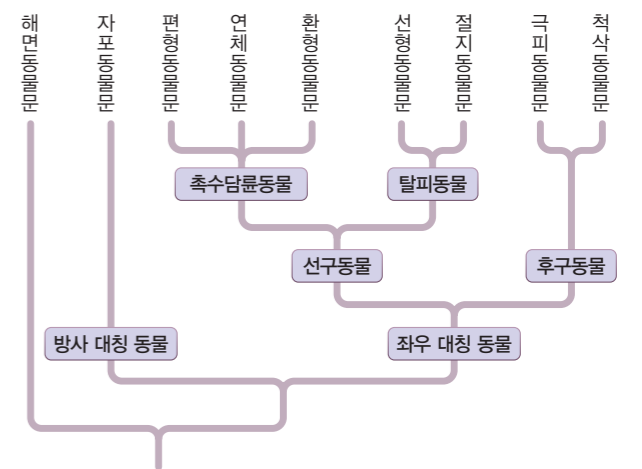 해면동물문
자포동물문
편형동물문
연체동물문
환형동물문
선형동물문
절지동물문
극피동물문
척삭동물문
촉수담륜동물
탈피동물
선구동물
후구동물
방사 대칭 동물
좌우 대칭 동물